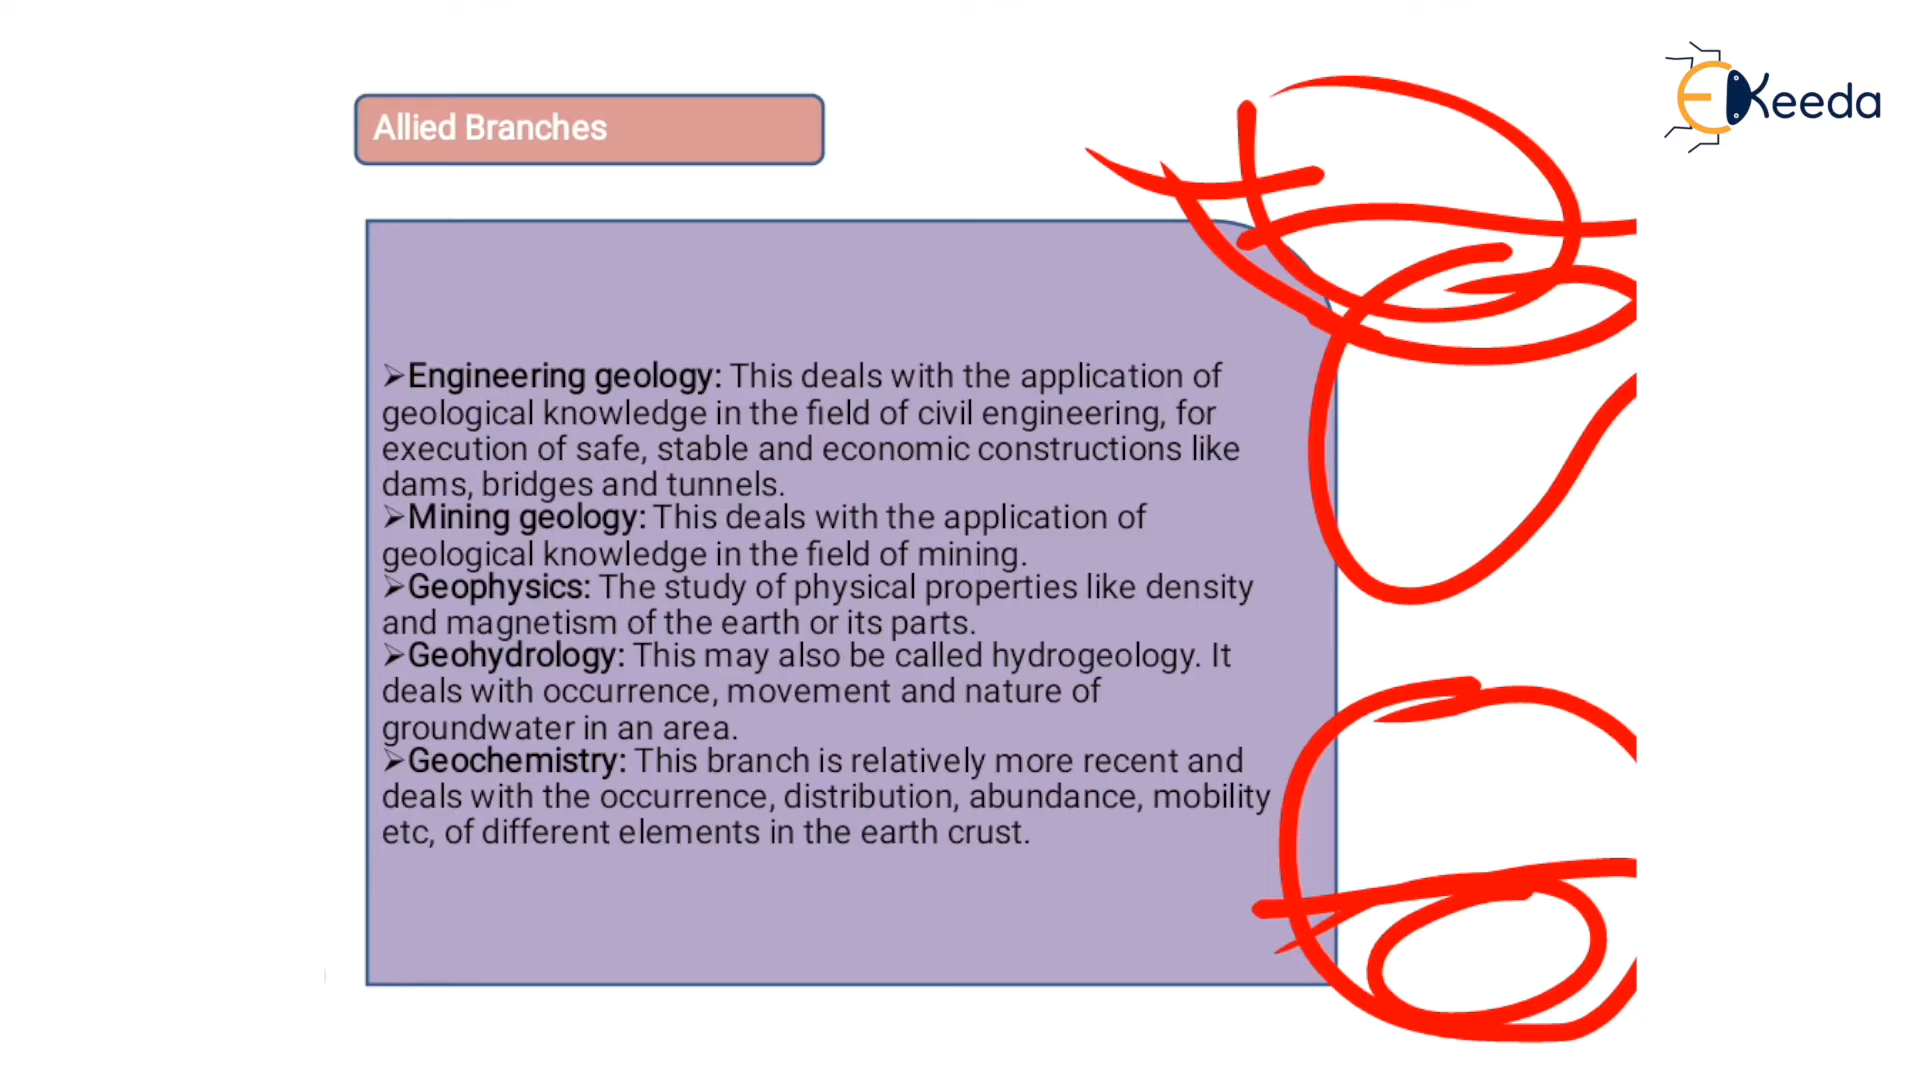 Allied Branches
EKeeda
➢Engineering geology: This deals with the application of
geological knowledge in the field of civil engineering, for
execution of safe, stable and economic constructions like
dams, bridges and tunnels.
➢Mining geology: This deals with the application of
geological knowledge in the field of mining.
➢Geophysics: The study of physical properties like density
and magnetism of the earth or its parts.
➢Geohydrology: This may also be called hydrogeology. It
deals with occurrence, movement and nature of
groundwater in an area.
➢Geochemistry: This branch is relatively more recent and
deals with the occurrence, distribution, abundance, mobility
etc, of different elements in the earth crust.